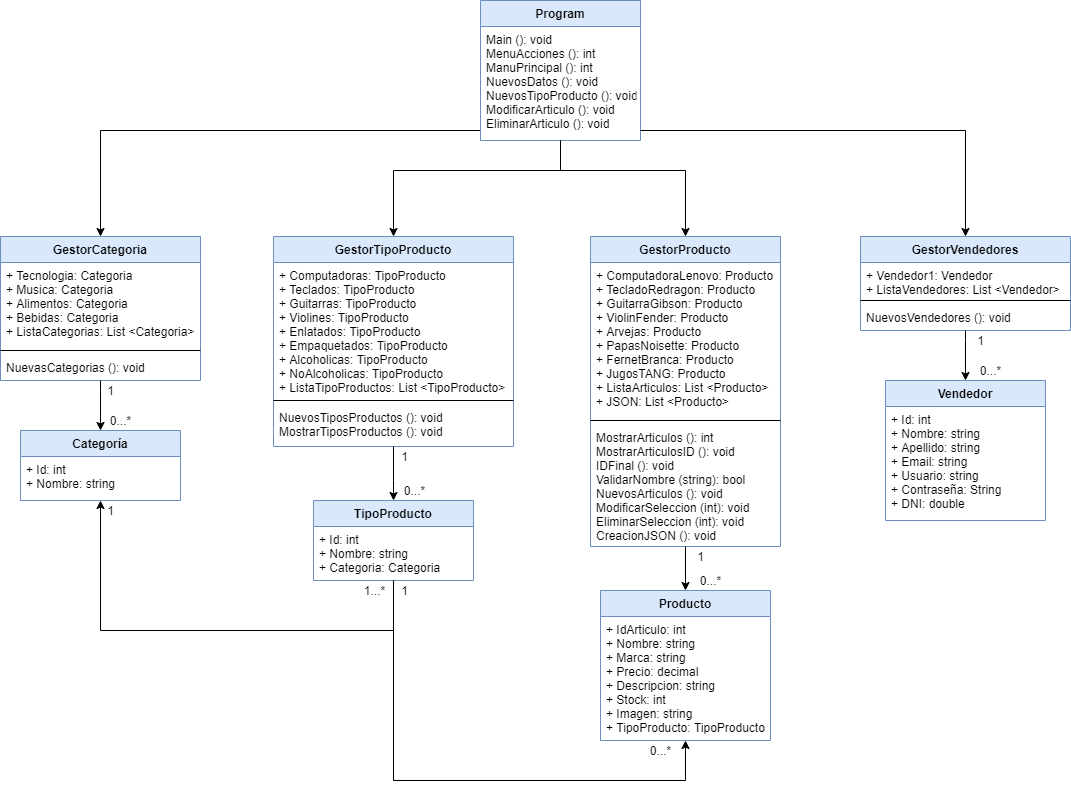 Program
Main (): void
MenuAcciones (): int
ManuPrincipal (): int
NuevosDatos (): void
NuevosTipoProducto (): void
ModificarArticulo (): void
EliminarArticulo (): void
GestorCategoria
+ Tecnologia: Categoria
+ Musica: Categoria
+ Alimentos: Categoria
+ Bebidas: Categoria
+ ListaCategorias: List <Categoria>
NuevasCategorias (): void
1
0...*
Categoría
+ Id: int
+ Nombre: string
1
GestorTipoProducto
+ Computadoras: TipoProducto
+ Teclados: TipoProducto
+ Guitarras: TipoProducto
+ Violines: TipoProducto
+ Enlatados: TipoProducto
+ Empaquetados: TipoProducto
+ Alcoholicas: TipoProducto
+ NoAlcoholicas: TipoProducto
+ ListaTipoProductos: List <TipoProducto>
NuevosTiposProductos (): void
MostrarTiposProductos (): void
1
0...*
TipoProducto
+ Id: int
+ Nombre: string
+ Categoria: Categoria
1...*
1
GestorProducto
+ ComputadoraLenovo: Producto
+ TecladoRedragon: Producto
+ GuitarraGibson: Producto
+ ViolinFender: Producto
+ Arvejas: Producto
+ PapasNoisette: Producto
+ FernetBranca: Producto
+ JugosTANG: Producto
+ ListaArticulos: List <Producto>
+ JSON: List <Producto>
MostrarArticulos (): int
MostrarArticulosID (): void
IDFinal (): void
ValidarNombre (string): bool
NuevosArticulos (): void
ModificarSeleccion (int): void
EliminarSeleccion (int): void
CreacionJSON (): void
1
0...*
Producto
+ IdArticulo: int
+ Nombre: string
+ Marca: string
+ Precio: decimal
+ Descripcion: string
+ Stock: int
+ Imagen: string
+ TipoProducto: TipoProducto
0...*
GestorVendedores
+ Vendedor1: Vendedor
+ ListaVendedores: List <Vendedor>
NuevosVendedores (): void
1
0...*
Vendedor
+ Id: int
+ Nombre: string
+ Apellido: string
+ Email: string
+ Usuario: string
+ Contraseña: String
+ DNI: double